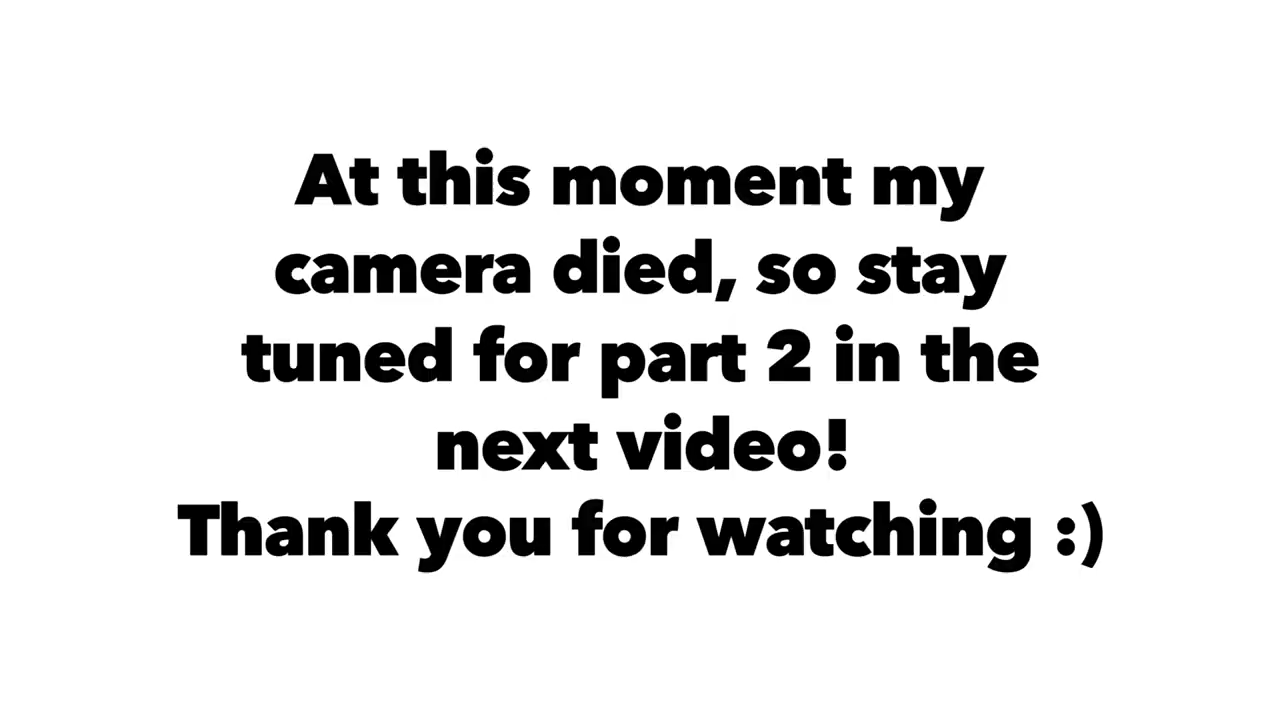 At this moment my
camera died, so stay
tuned for part 2 in the
next video!
Thank you for watching :)